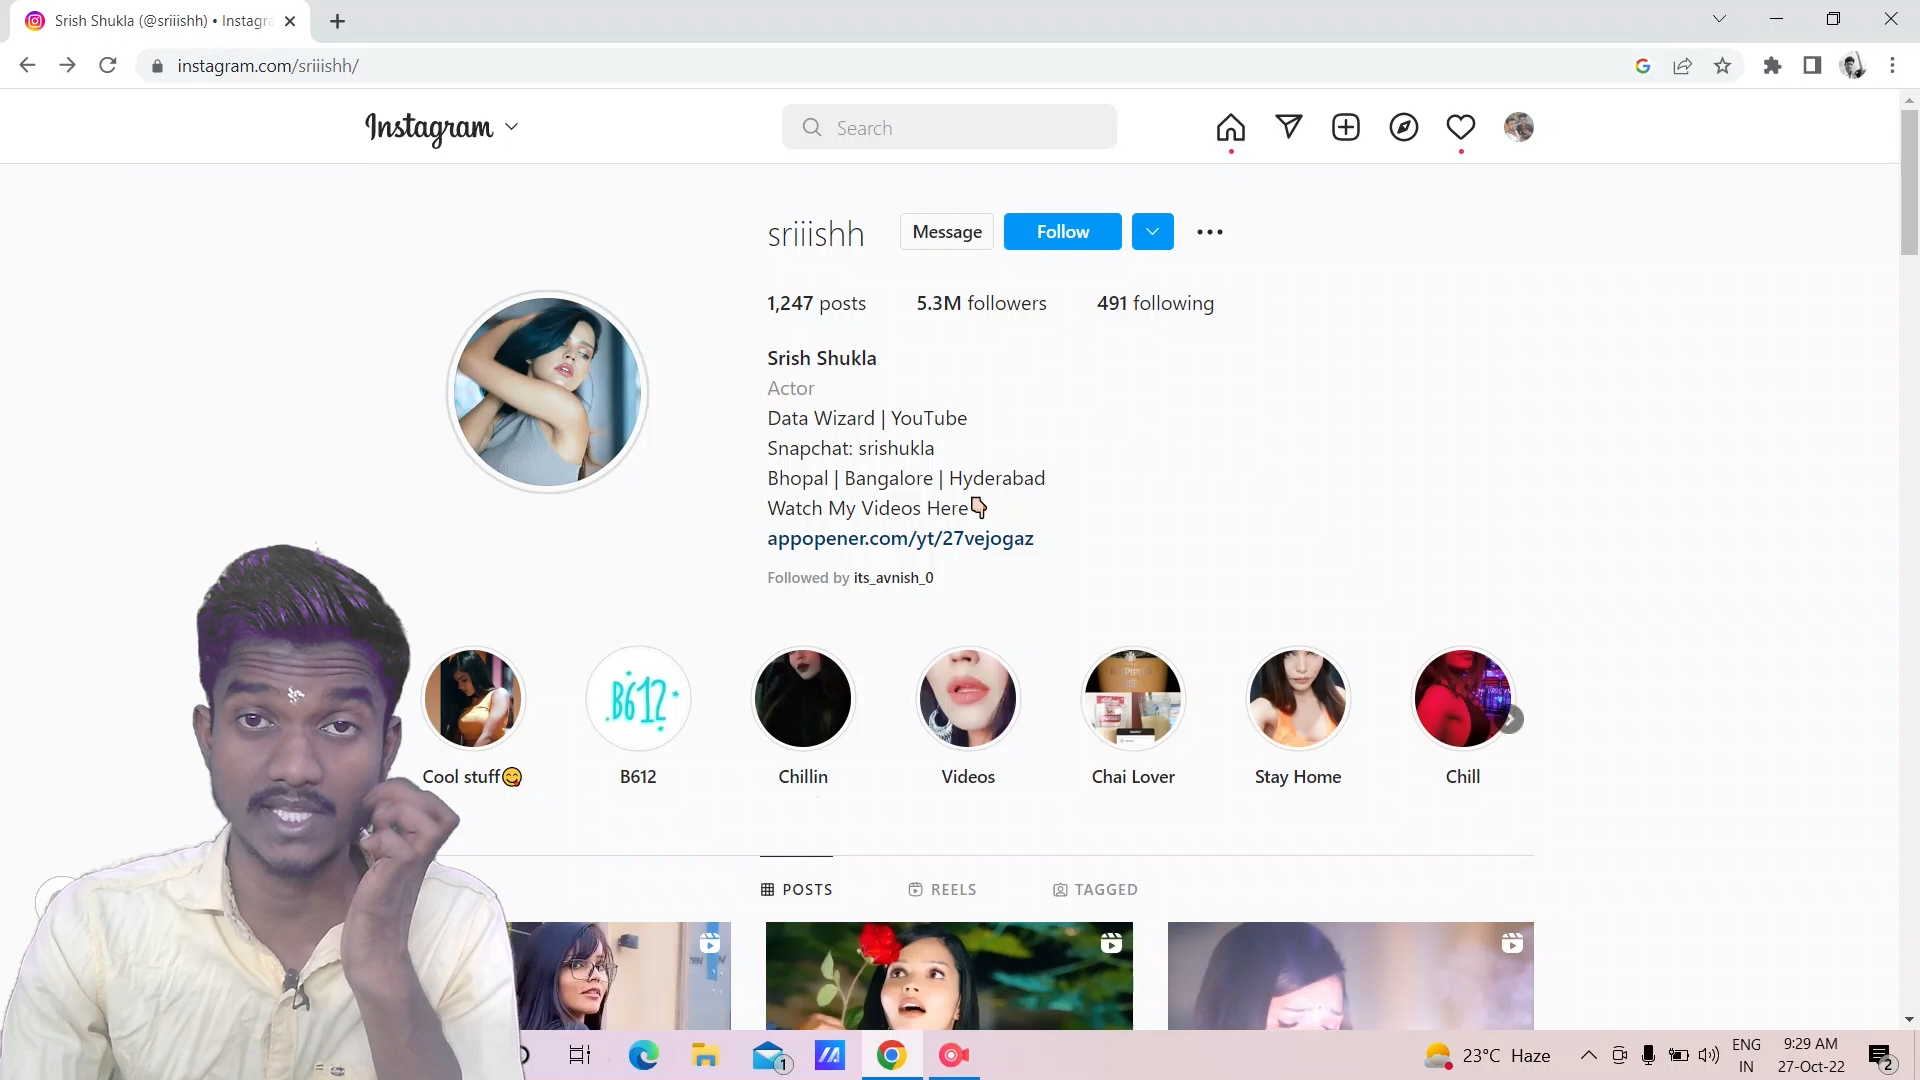 Srish Shukla (@sriiishh) • Instagra
instagram.com/sriiishh/
Instagram
Search
sriiishh
Message
Follow
1,247 posts
5.3M followers
491 following
Srish Shukla
Actor
Data Wizard | YouTube
Snapchat: srishukla
Bhopal | Bangalore | Hyderabad
Watch My Videos Here👇
appopener.com/yt/27vejogaz
Followed by its_avnish_0
B612
Cool stuff😋
B612
Chillin
Videos
Chai Lover
Stay Home
Chill
POSTS
REELS
TAGGED
1
23°C Haze
ENG
IN
9:29 AM
27-Oct-22
2